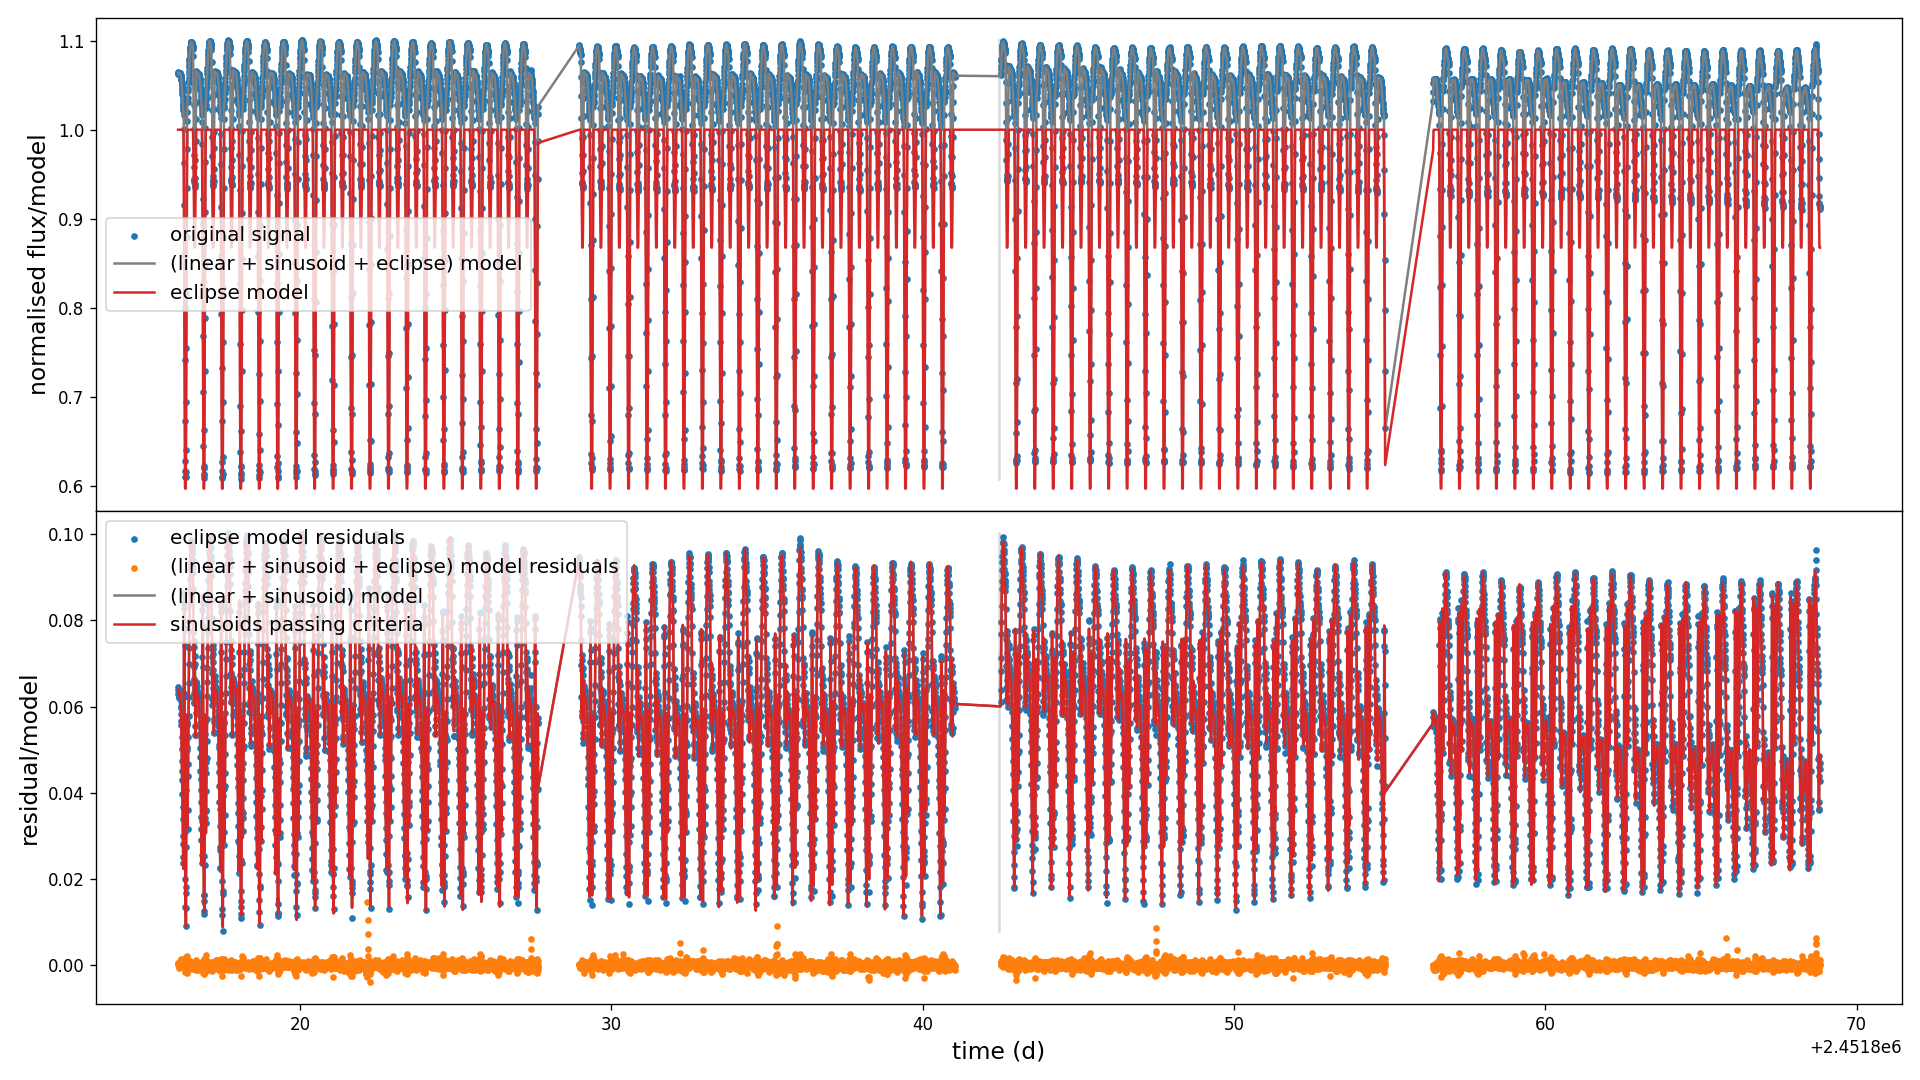 1.1
1.0
0.9
0.8
0.7
0.6
normalised flux/model
original signal
(linear + sinusoid + eclipse) model
eclipse model
0.10
0.08
0.06
0.04
0.02
0.00
residual/model
eclipse model residuals
(linear + sinusoid + eclipse) model residuals
(linear + sinusoid) model
sinusoids passing criteria
20 30 40 50 60 70
time (d)
+2.4518e6